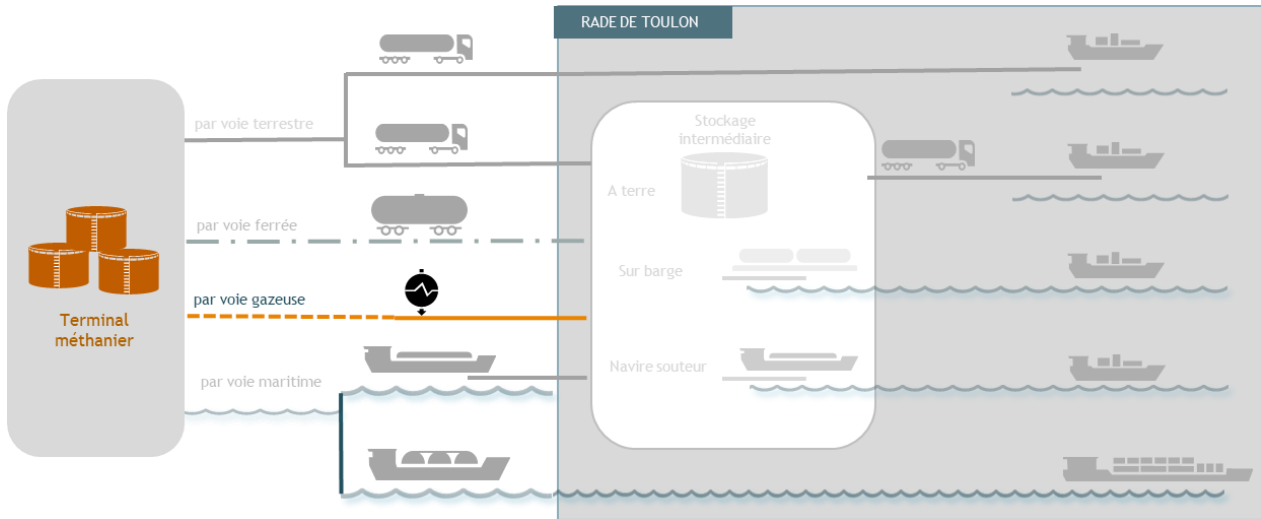 RADE DE TOULON
par voie terrestre
Stockage
intermédiaire
A terre
par voie ferrée
Sur barge
par voie gazeuse
Terminal
méthanier
Navire souteur
par voie maritime